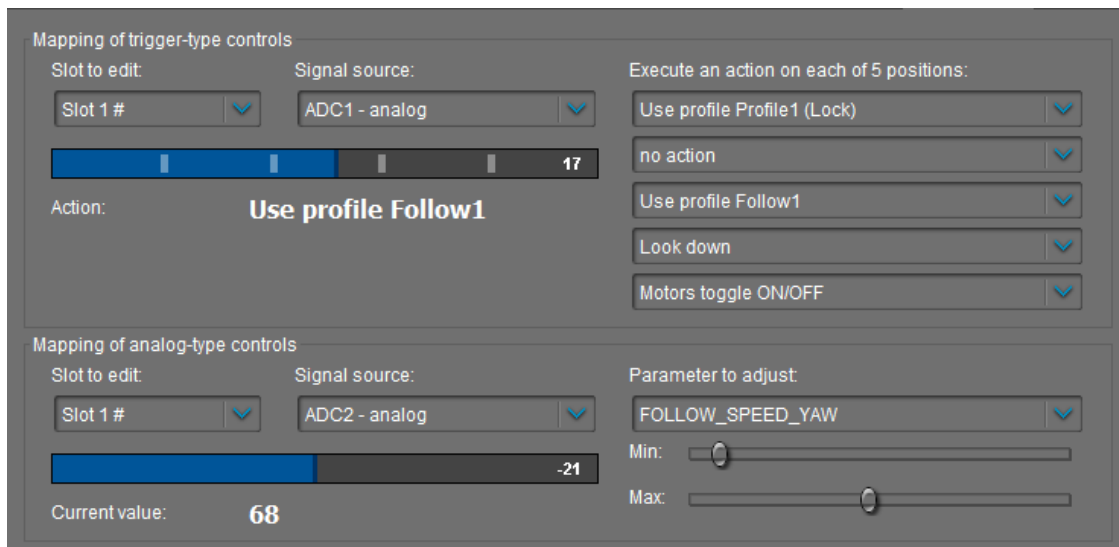 Mapping of trigger-type controls
Slot to edit: Signal source: Execute an action on each of 5 positions:
Slot 1 # ADC1 - analog Use profile Profile1 (Lock)
17 no action
Action: Use profile Follow1 Use profile Follow1
Look down
Motors toggle ON/OFF
Mapping of analog-type controls
Slot to edit: Signal source: Parameter to adjust:
Slot 1 # ADC2 - analog FOLLOW_SPEED_YAW
-21 Min:
Current value: 68 Max: